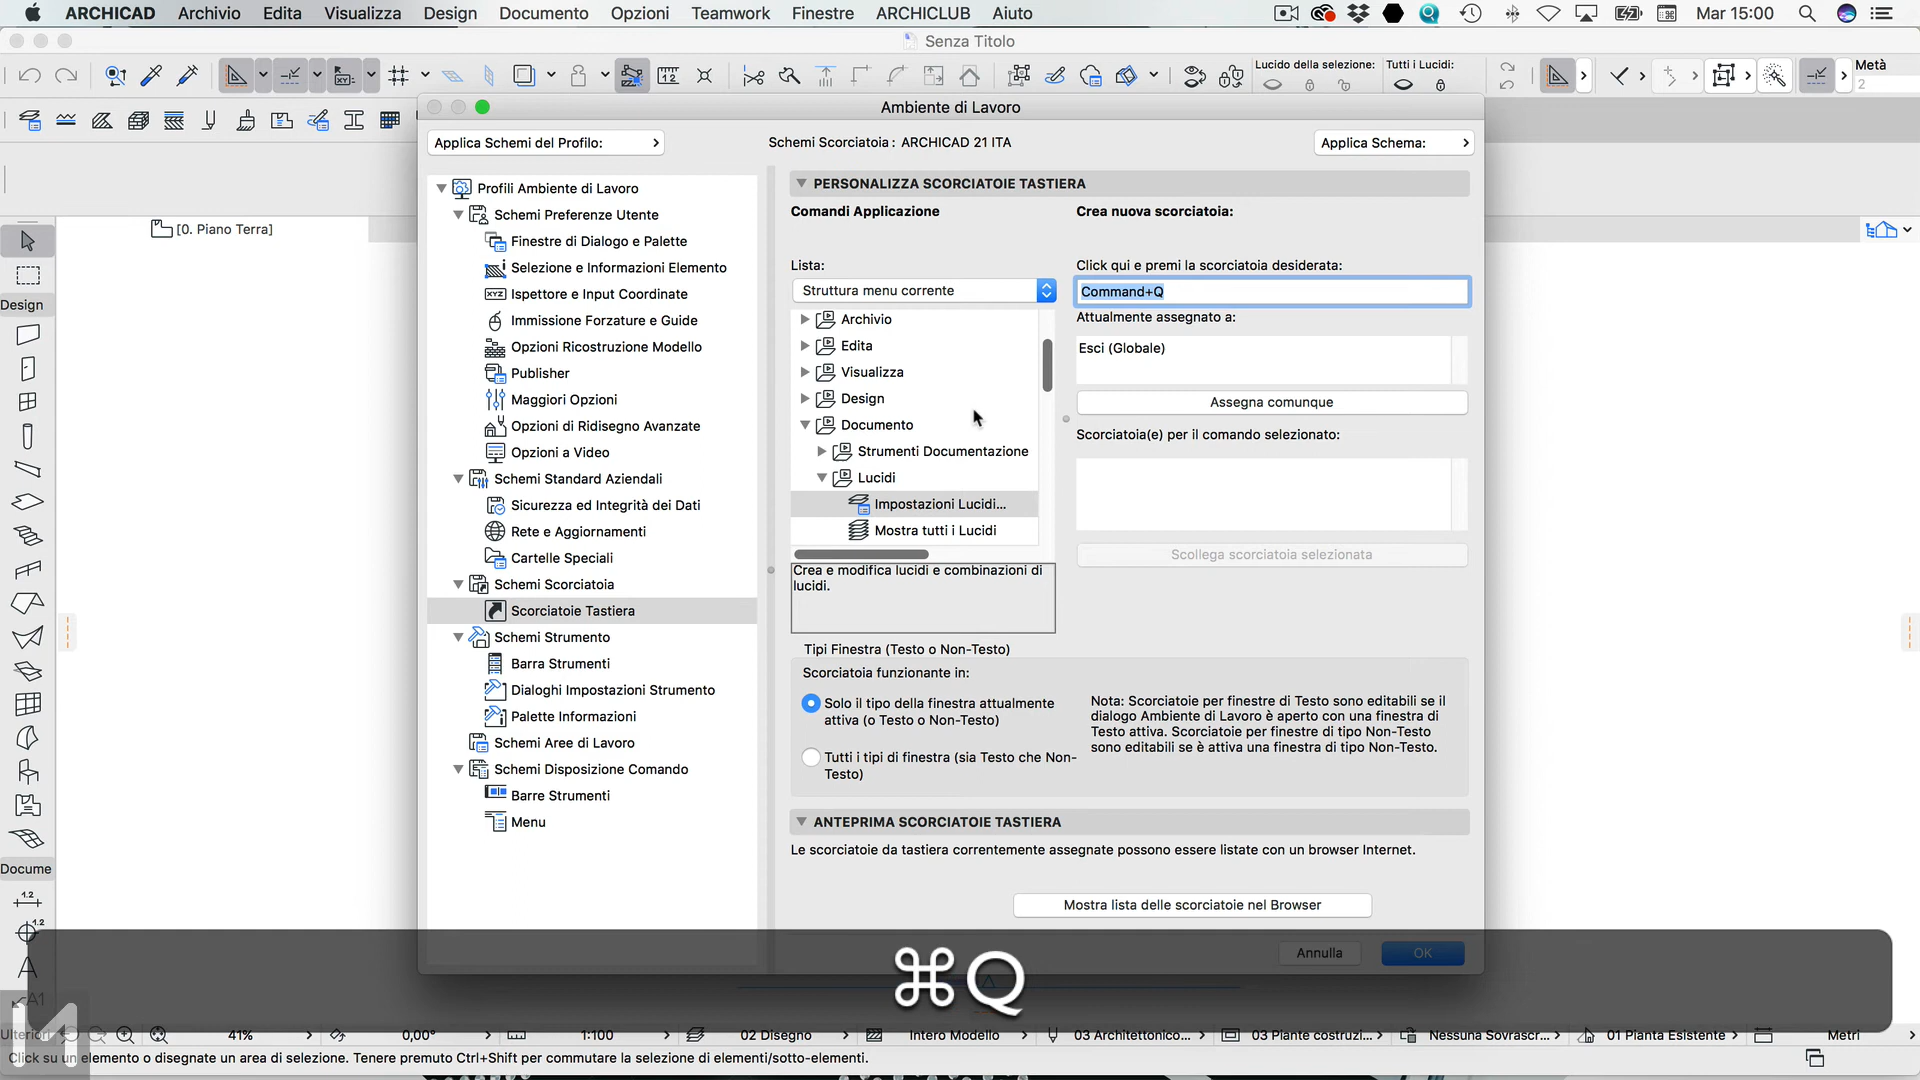 ARCHICAD Archivio Edita Visualizza Design Documento Opzioni Teamwork Finestre ARCHICLUB Aiuto Mar 15:00
Senza Titolo
Lucido della selezione: Tutti i Lucidi: Metà
2
Ambiente di Lavoro
Applica Schemi del Profilo:
Schemi Scorciatoia : ARCHICAD 21 ITA
Applica Schema:
[0. Piano Terra]
Design
Docume
Profili Ambiente di Lavoro
Schemi Preferenze Utente
Finestre di Dialogo e Palette
Selezione e Informazioni Elemento
Ispettore e Input Coordinate
Immissione Forzature e Guide
Opzioni Ricostruzione Modello
Publisher
Maggiori Opzioni
Opzioni di Ridisegno Avanzate
Opzioni a Video
Schemi Standard Aziendali
Sicurezza ed Integrità dei Dati
Rete e Aggiornamenti
Cartelle Speciali
Schemi Scorciatoia
Scorciatoie Tastiera
Schemi Strumento
Barra Strumenti
Dialoghi Impostazioni Strumento
Palette Informazioni
Schemi Aree di Lavoro
Schemi Disposizione Comando
Barre Strumenti
Menu
PERSONALIZZA SCORCIATOIE TASTIERA
Comandi Applicazione
Lista:
Struttura menu corrente
Archivio
Edita
Visualizza
Design
Documento
Strumenti Documentazione
Lucidi
Impostazioni Lucidi...
Mostra tutti i Lucidi
Crea e modifica lucidi e combinazioni di
lucidi.
Crea nuova scorciatoia:
Click qui e premi la scorciatoia desiderata:
Command+Q
Attualmente assegnato a:
Esci (Globale)
Assegna comunque
Scorciatoia(e) per il comando selezionato:
Scollega scorciatoia selezionata
Tipi Finestra (Testo o Non-Testo)
Scorciatoia funzionante in:
Solo il tipo della finestra attualmente
attiva (o Testo o Non-Testo)
Tutti i tipi di finestra (sia Testo che Non-
Testo)
Nota: Scorciatoie per finestre di Testo sono editabili se il
dialogo Ambiente di Lavoro è aperto con una finestra di
Testo attiva. Scorciatoie per finestre di tipo Non-Testo
sono editabili se è attiva una finestra di tipo Non-Testo.
ANTEPRIMA SCORCIATOIE TASTIERA
Le scorciatoie da tastiera correntemente assegnate possono essere listate con un browser Internet.
Mostra lista delle scorciatoie nel Browser
Annulla OK
⌘Q
41% 0,00° 1:100 02 Disegno Intero Modello 03 Architettonico... 03 Piante costruzi... Nessuna Sovrascr... 01 Pianta Esistente Metri
Click su un elemento o disegnate un area di selezione. Tenere premuto Ctrl+Shift per commutare la selezione di elementi/sotto-elementi.